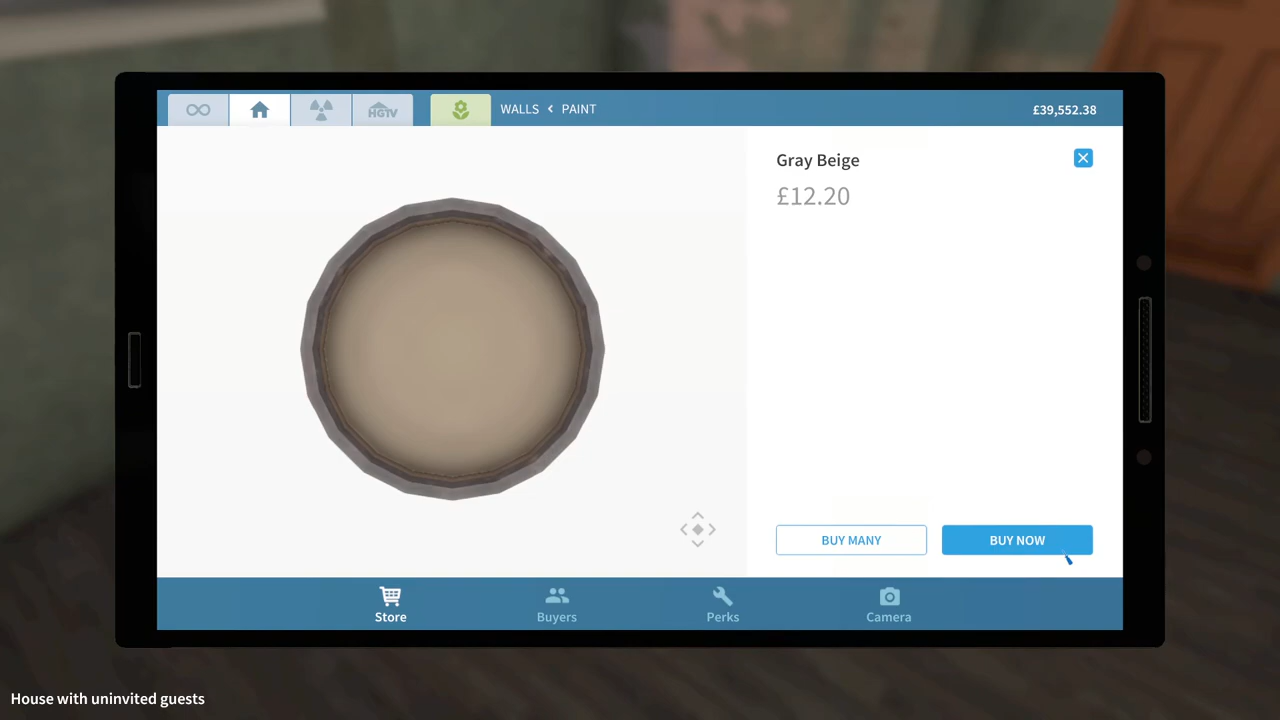 HGTV
WALLS < PAINT
£39,552.38
Gray Beige
£12.20
BUY MANY
BUY NOW
Store
Buyers
Perks
Camera
House with uninvited guests